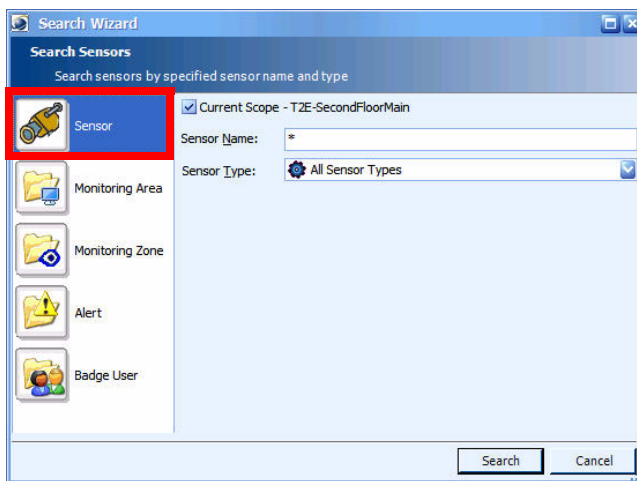 Search Wizard
Search Sensors
Search sensors by specified sensor name and type
Sensor
Monitoring Area
Monitoring Zone
Alert
Badge User
Current Scope - T2E-SecondFloorMain
Sensor Name:
*
Sensor Type:
All Sensor Types
Search
Cancel